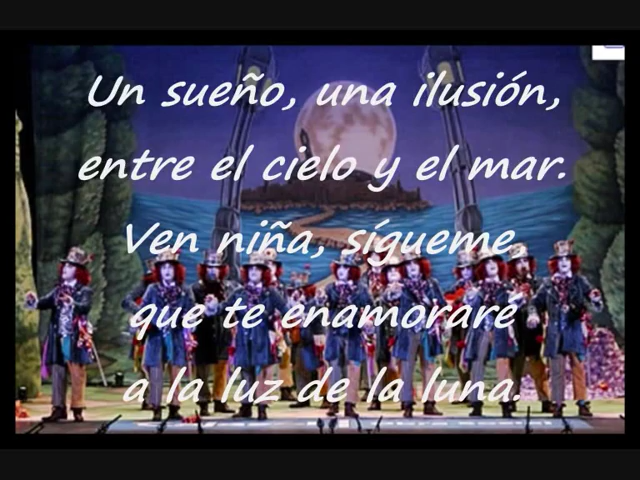 Un sueño, una ilusión,
entre el cielo y el mar.
Ven niña, sígueme,
que te enamoraré
a la luz de la luna.